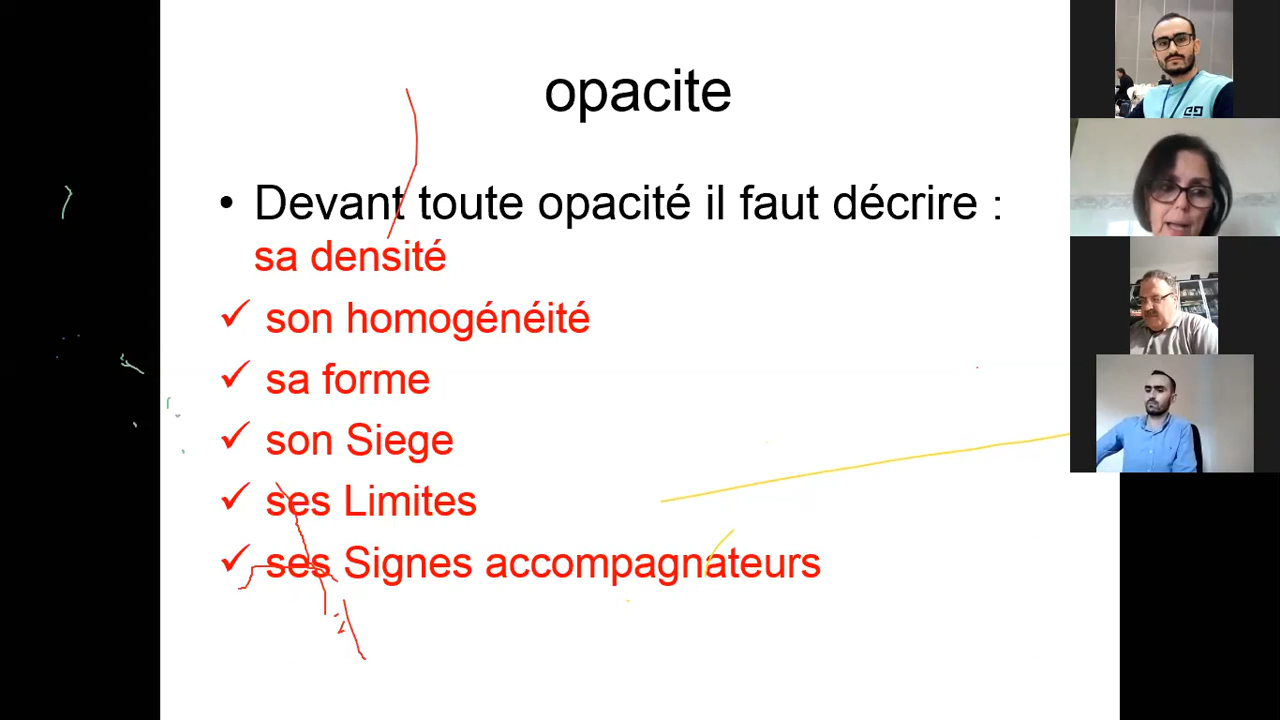 opacite
• Devant toute opacité il faut décrire :
sa densité
✓ son homogénéité
✓ sa forme
✓ son Siege
✓ ses Limites
✓ ses Signes accompagnateurs